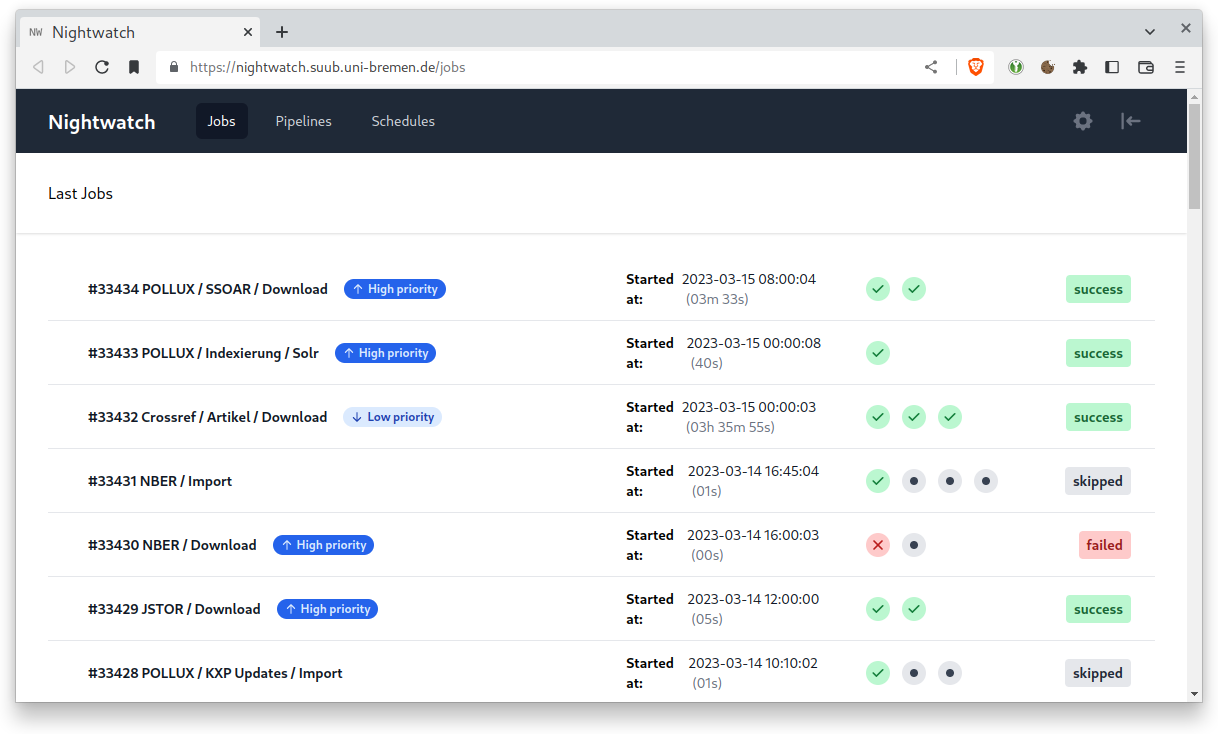 NW Nightwatch
https://nightwatch.suub.uni-bremen.de/jobs
Nightwatch Jobs Pipelines Schedules
Last Jobs
#33434 POLLUX / SSOAR / Download ↑ High priority Started at: 2023-03-15 08:00:04 (03m 33s) success
#33433 POLLUX / Indexierung / Solr ↑ High priority Started at: 2023-03-15 00:00:08 (40s) success
#33432 Crossref / Artikel / Download ↓ Low priority Started at: 2023-03-15 00:00:03 (03h 35m 55s) success
#33431 NBER / Import Started at: 2023-03-14 16:45:04 (01s) skipped
#33430 NBER / Download ↑ High priority Started at: 2023-03-14 16:00:03 (00s) failed
#33429 JSTOR / Download ↑ High priority Started at: 2023-03-14 12:00:00 (05s) success
#33428 POLLUX / KXP Updates / Import Started at: 2023-03-14 10:10:02 (01s) skipped